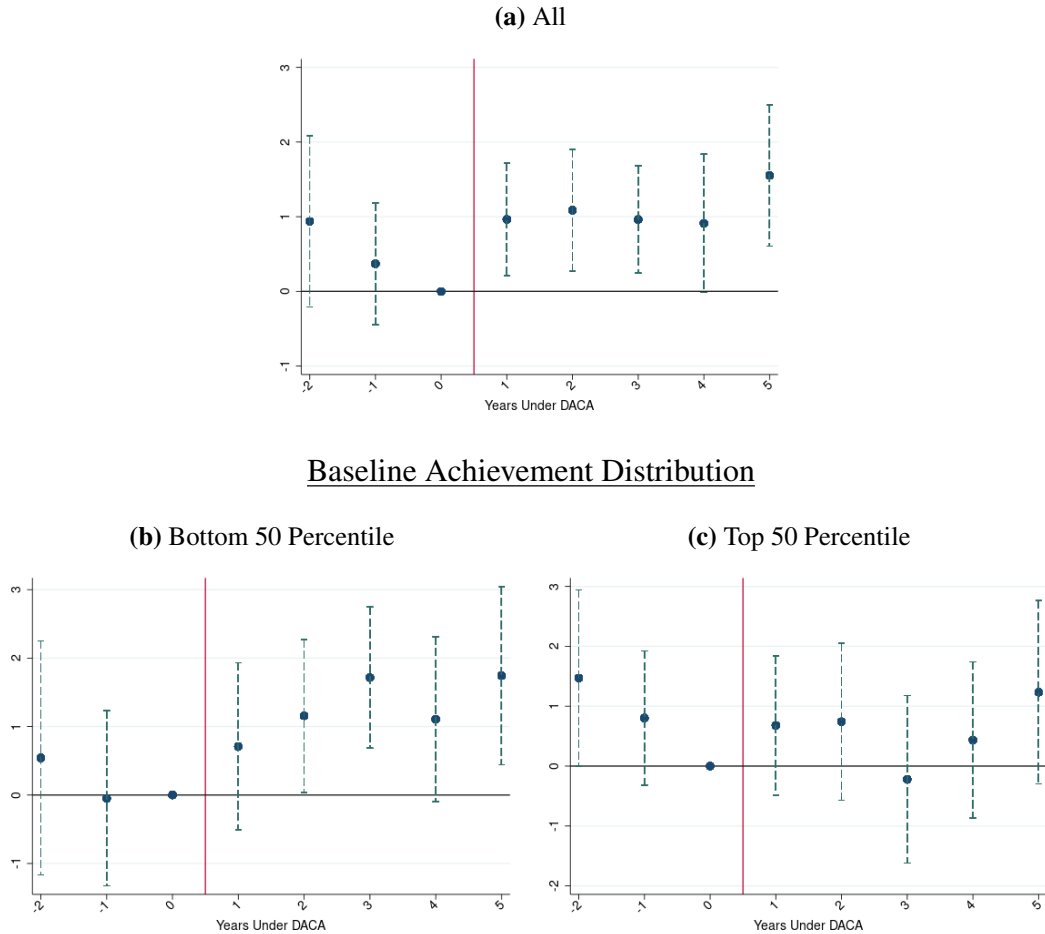 (a) All
3
2
1
0
-1
-2 -1 0 1 2 3 4 5
Years Under DACA
Baseline Achievement Distribution
(b) Bottom 50 Percentile
3
2
1
0
-1
-2 -1 0 1 2 3 4 5
Years Under DACA
(c) Top 50 Percentile
3
2
1
0
-1
-2
-2 -1 0 1 2 3 4 5
Years Under DACA